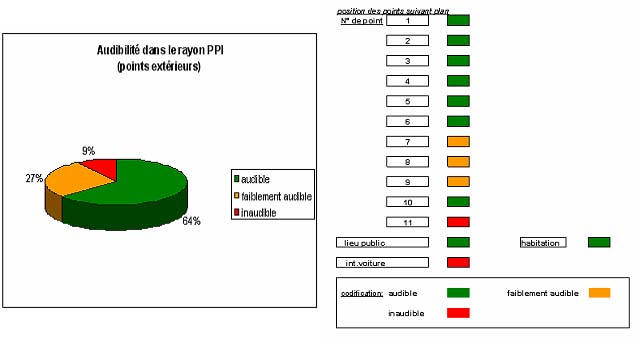 Audibilité dans le rayon PPI
(points extérieurs)
9%
27%
64%
audible
faiblement audible
inaudible
position des points suivant plan
N° de point 1
2
3
4
5
6
7
8
9
10
11
lieu public habitation
int.voiture
codification: audible faiblement audible
inaudible